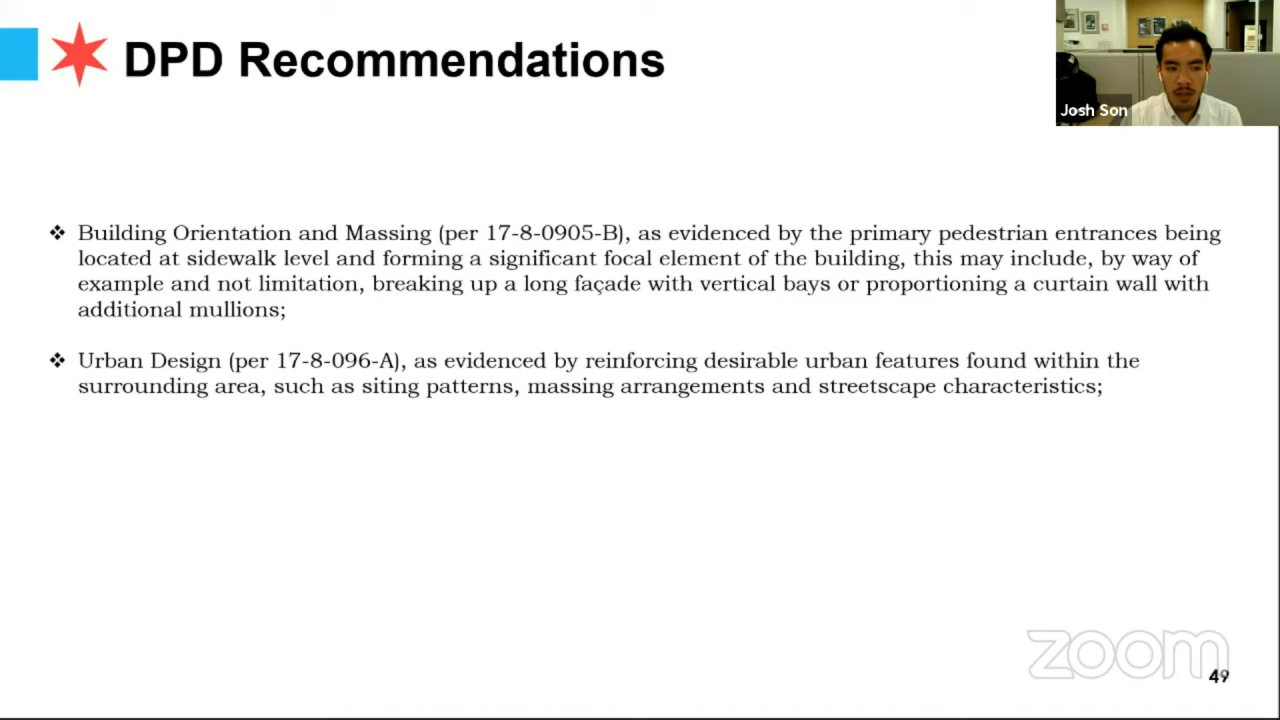 DPD Recommendations
Josh Son
❖ Building Orientation and Massing (per 17-8-0905-B), as evidenced by the primary pedestrian entrances being
located at sidewalk level and forming a significant focal element of the building, this may include, by way of
example and not limitation, breaking up a long façade with vertical bays or proportioning a curtain wall with
additional mullions;
❖ Urban Design (per 17-8-096-A), as evidenced by reinforcing desirable urban features found within the
surrounding area, such as siting patterns, massing arrangements and streetscape characteristics;
zoom
49